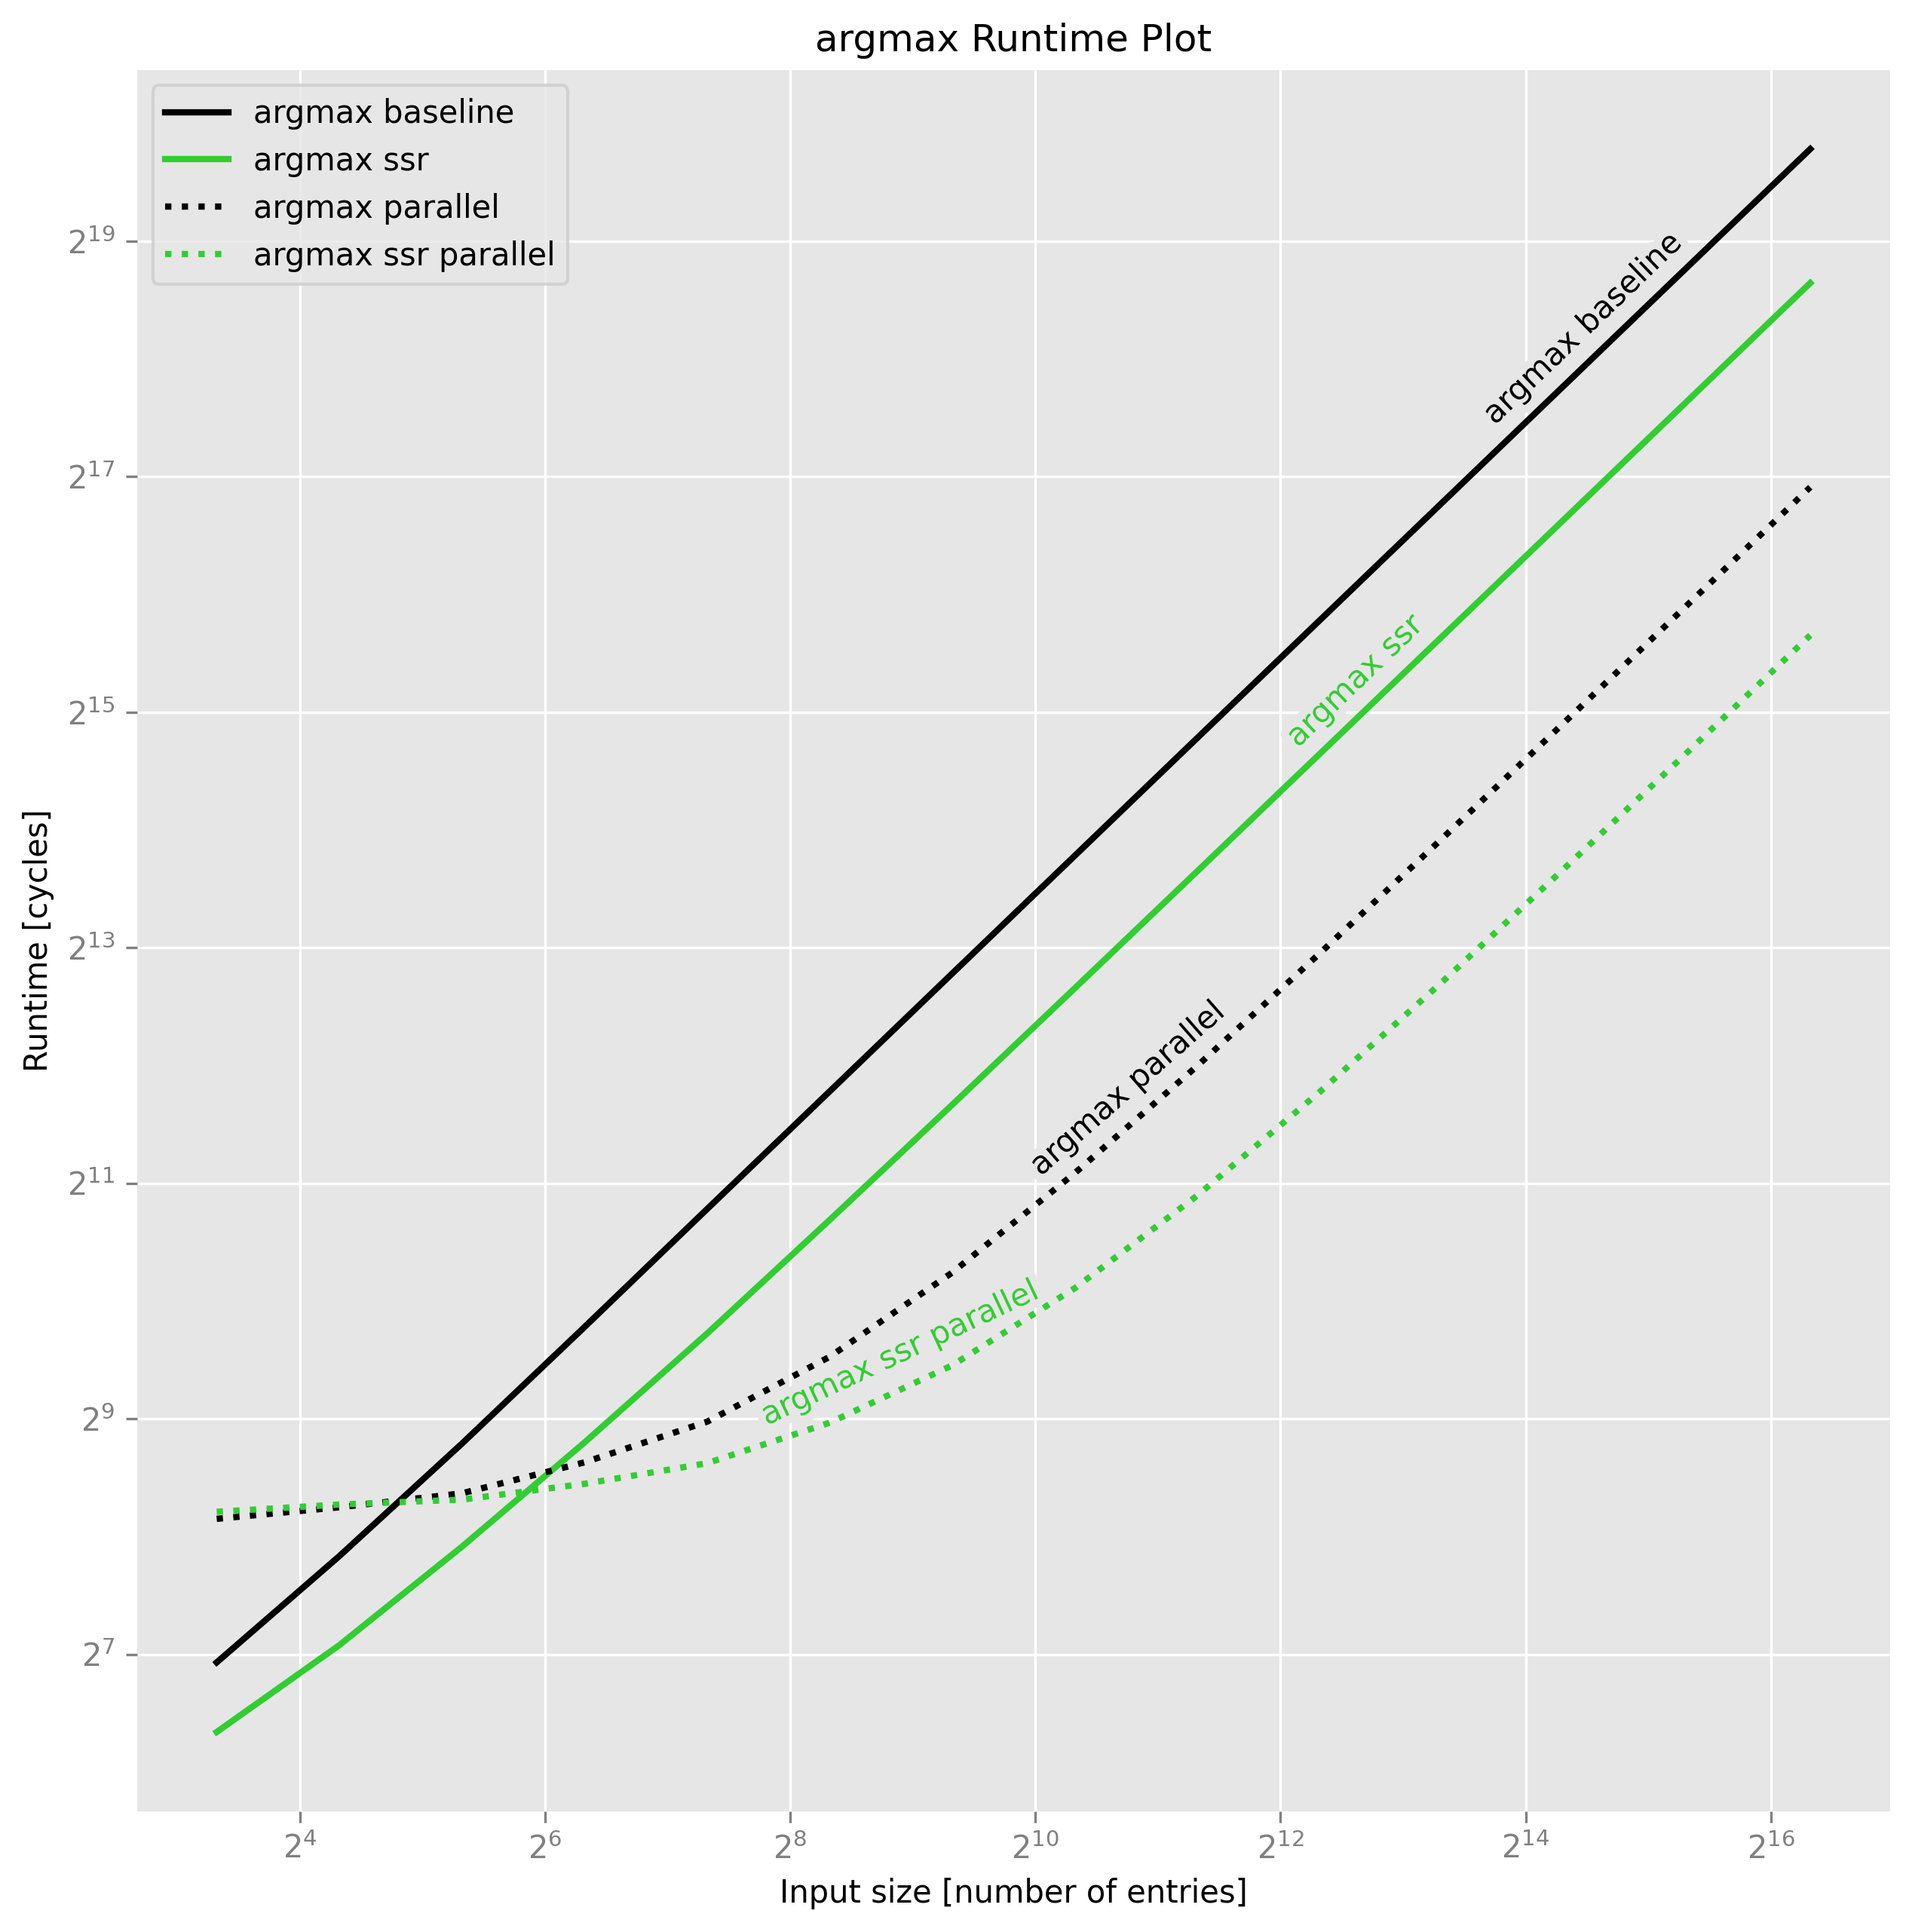 argmax Runtime Plot
argmax baseline
argmax ssr
argmax parallel
argmax ssr parallel
2^19
2^17
2^15
2^13
2^11
2^9
2^7
Runtime [cycles]
argmax baseline
argmax ssr
argmax parallel
argmax ssr parallel
2^4 2^6 2^8 2^10 2^12 2^14 2^16
Input size [number of entries]